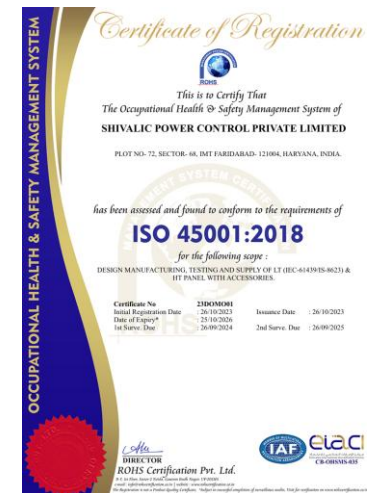 OCCUPATIONAL HEALTH & SAFETY MANAGEMENT SYSTEM
Certificate of Registration
ROHS
This is to Certify That
The Occupational Health & Safety Management System of
SHIVALIC POWER CONTROL PRIVATE LIMITED
PLOT NO- 72, SECTOR- 68, IMT FARIDABAD- 121004, HARYANA, INDIA.
has been assessed and found to conform to the requirements of
ISO 45001:2018
for the following scope :
DESIGN MANUFACTURING, TESTING AND SUPPLY OF LT (IEC-61439/IS-8623) &
HT PANEL WITH ACCESSORIES.
Certificate No 23DOMO01
Initial Registration Date : 26/10/2023 Issuance Date : 26/10/2023
Date of Expiry* : 25/10/2026
1st Surve. Due : 26/09/2024 2nd Surve. Due : 26/09/2025
DIRECTOR
ROHS Certification Pvt. Ltd.
IAF
eiaci
CB-OHSMS-035